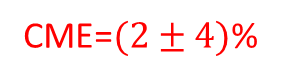 CME=(2 ± 4)%